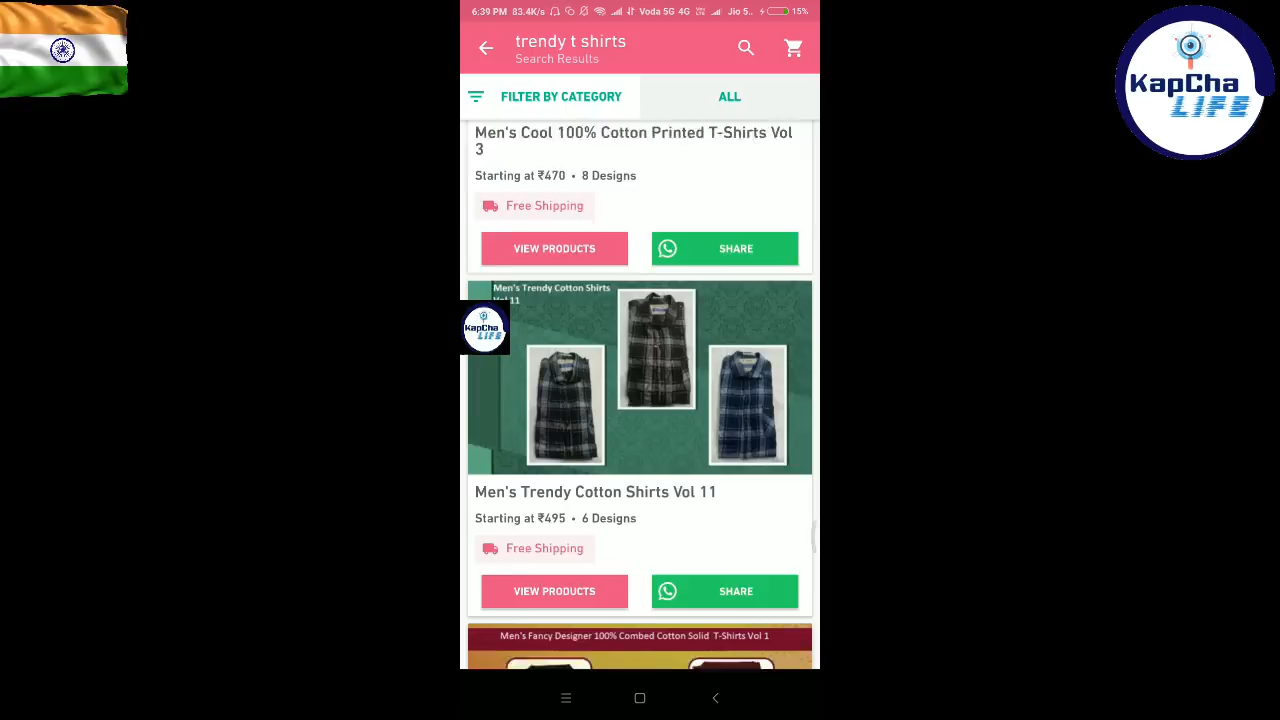 6:39 PM 83.4K/s Voda 5G 4G Jio 5.. 15%
trendy t shirts
Search Results
FILTER BY CATEGORY ALL
Men's Cool 100% Cotton Printed T-Shirts Vol
3
Starting at ₹470 • 8 Designs
Free Shipping
VIEW PRODUCTS SHARE
Men's Trendy Cotton Shirts
Vol 11
Men's Trendy Cotton Shirts Vol 11
Starting at ₹495 • 6 Designs
Free Shipping
VIEW PRODUCTS SHARE
Men's Fancy Designer 100% Combed Cotton Solid T-Shirts Vol 1
KapCha
LIFE
KapCha
LIFE